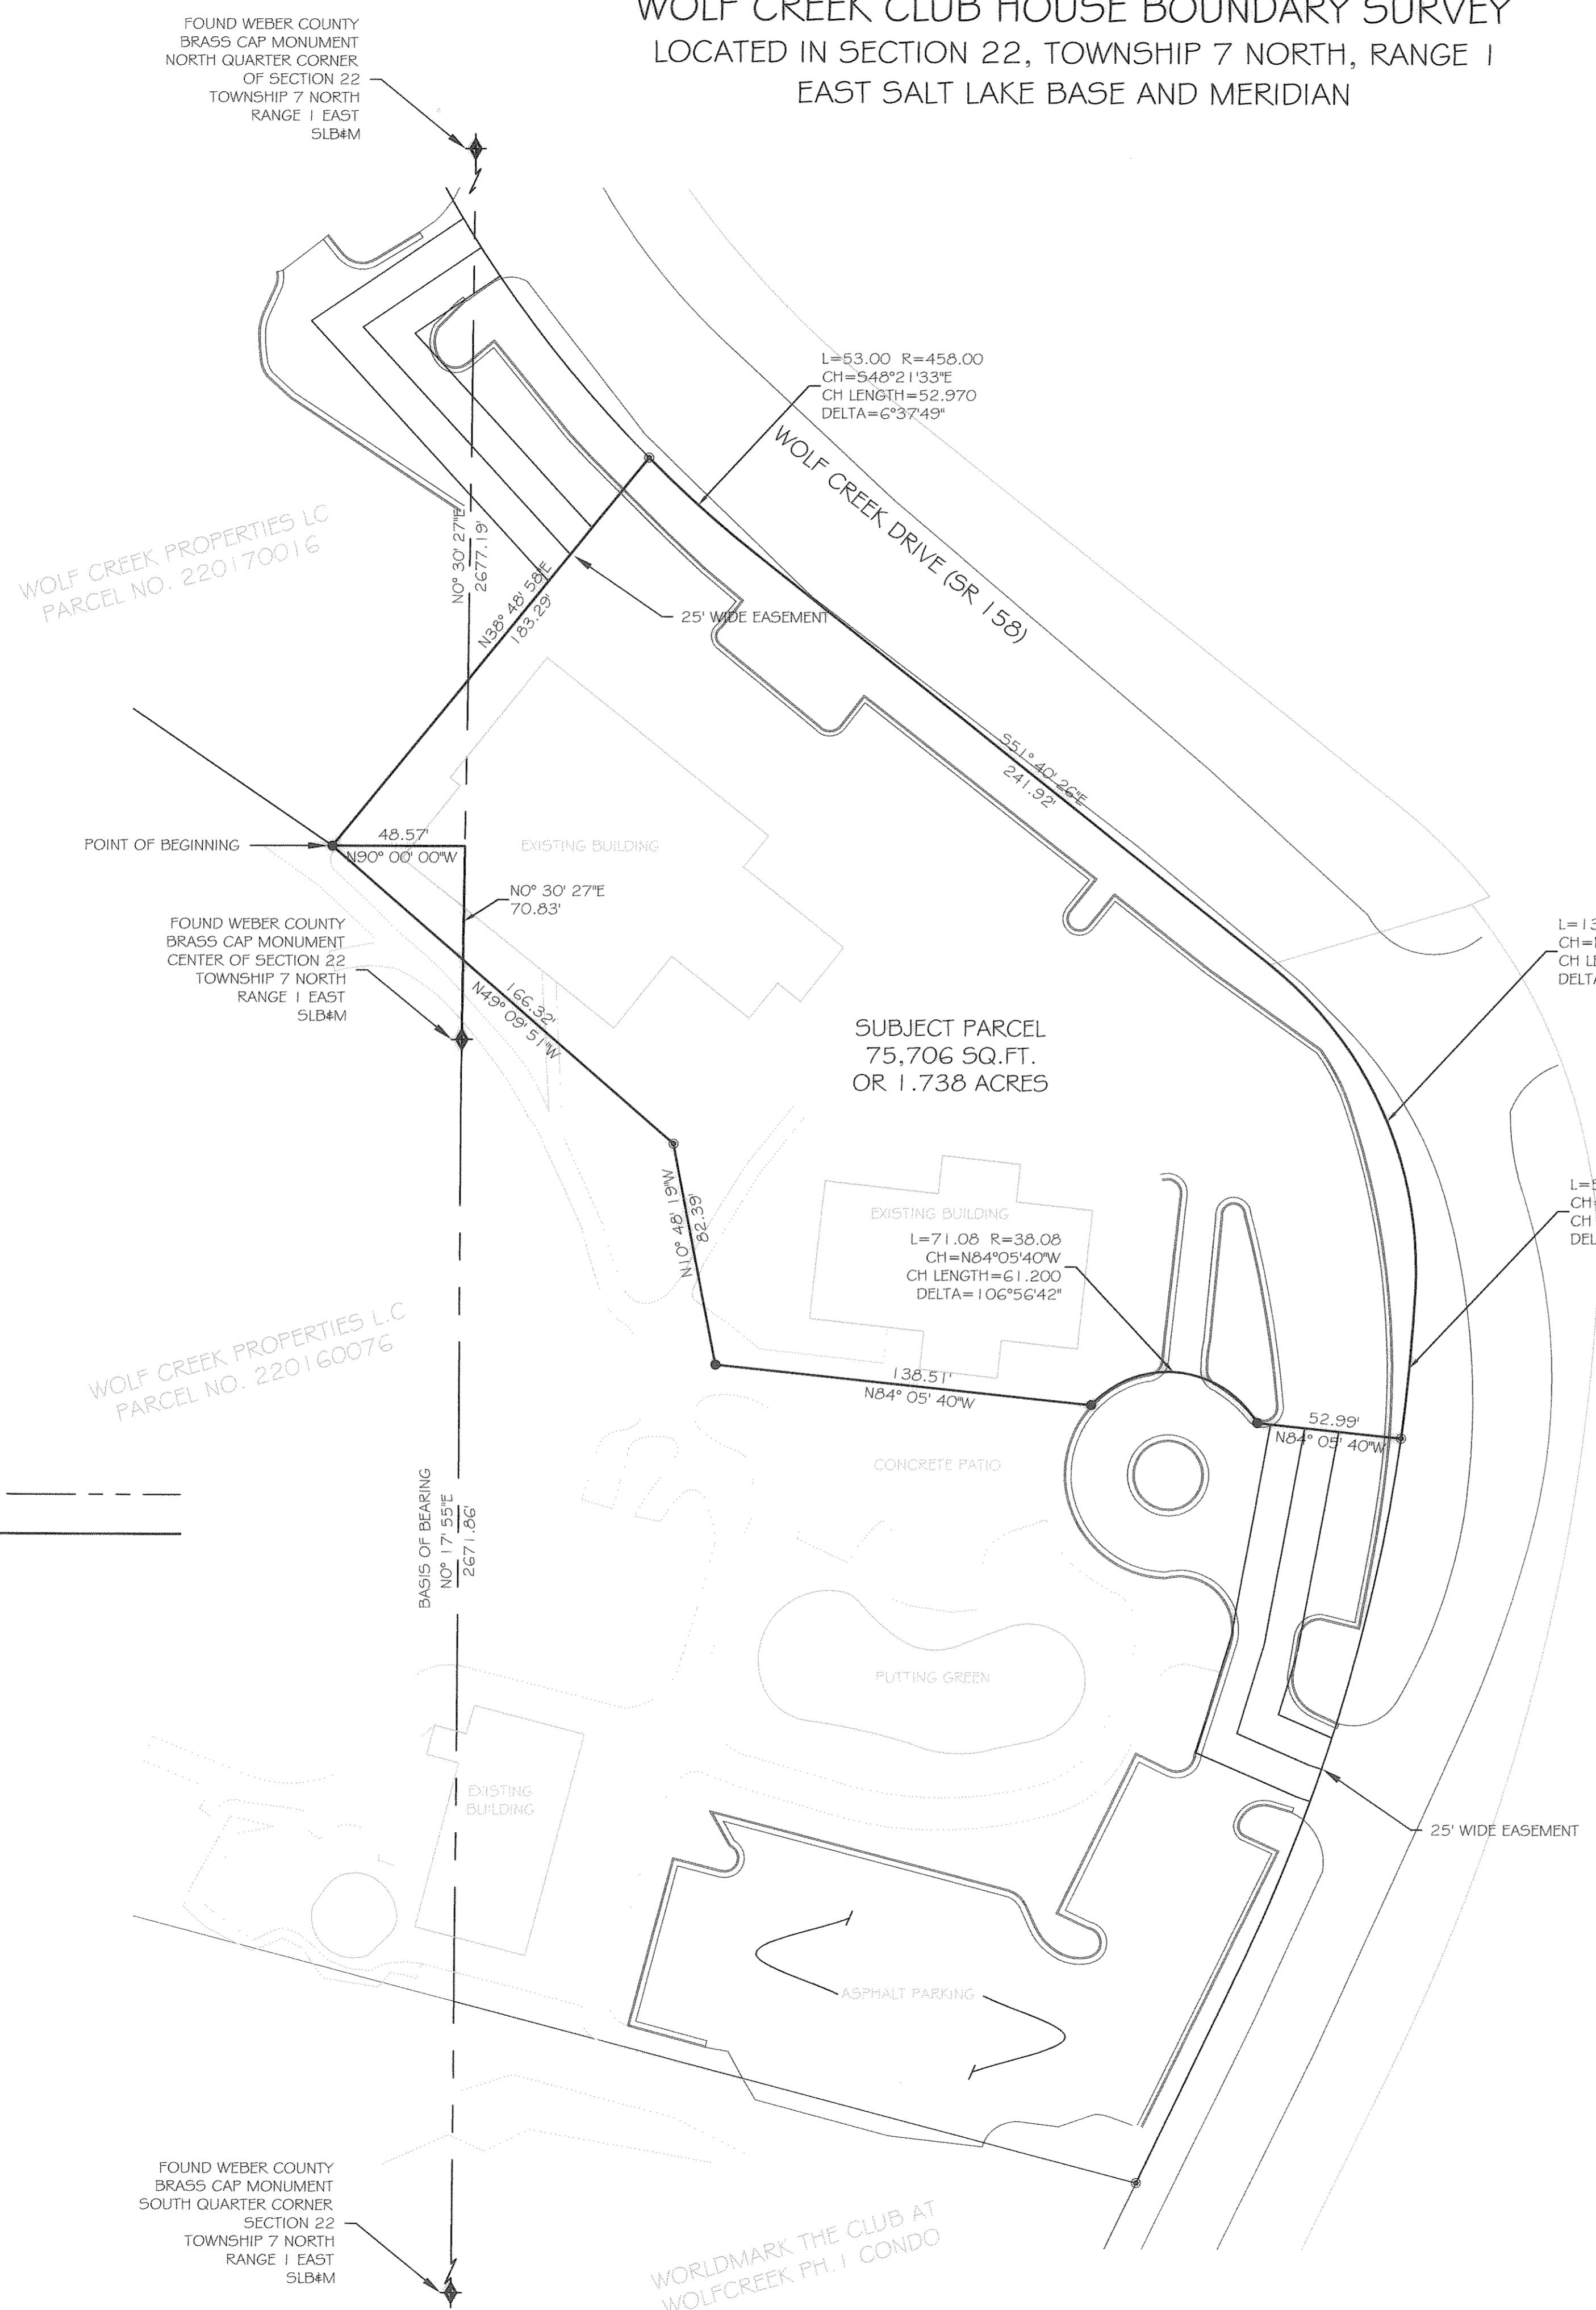 WOLF CREEK CLUB HOUSE BOUNDARY SURVEY
LOCATED IN SECTION 22, TOWNSHIP 7 NORTH, RANGE 1
EAST SALT LAKE BASE AND MERIDIAN
FOUND WEBER COUNTY
BRASS CAP MONUMENT
NORTH QUARTER CORNER
OF SECTION 22
TOWNSHIP 7 NORTH
RANGE 1 EAST
SLB&M
L=53.00 R=458.00
CH=S48°21'33"E
CH LENGTH=52.970
DELTA=6°37'49"
WOLF CREEK DRIVE (SR 158)
WOLF CREEK PROPERTIES LC
PARCEL NO. 220170016
N0° 30' 27"E
2677.19'
N38° 48' 58"E
183.29'
25' WIDE EASEMENT
S51° 40' 26"E
241.92'
POINT OF BEGINNING
48.57'
N90° 00' 00"W
EXISTING BUILDING
N0° 30' 27"E
70.83'
FOUND WEBER COUNTY
BRASS CAP MONUMENT
CENTER OF SECTION 22
TOWNSHIP 7 NORTH
RANGE 1 EAST
SLB&M
166.32'
N49° 09' 51"W
SUBJECT PARCEL
75,706 SQ.FT.
OR 1.738 ACRES
L=13
CH=
CH LE
DELTA
N10° 48' 19"W
82.39'
EXISTING BUILDING
L=71.08 R=38.08
CH=N84°05'40"W
CH LENGTH=61.200
DELTA=106°56'42"
L=
CH=
CH
DEL
WOLF CREEK PROPERTIES L.C
PARCEL NO. 220160076
138.51'
N84° 05' 40"W
52.99'
N84° 05' 40"W
CONCRETE PATIO
BASIS OF BEARING
N0° 17' 55"E
2671.86'
PUTTING GREEN
EXISTING
BUILDING
25' WIDE EASEMENT
ASPHALT PARKING
FOUND WEBER COUNTY
BRASS CAP MONUMENT
SOUTH QUARTER CORNER
SECTION 22
TOWNSHIP 7 NORTH
RANGE 1 EAST
SLB&M
WORLDMARK THE CLUB AT
WOLFCREEK PH. 1 CONDO